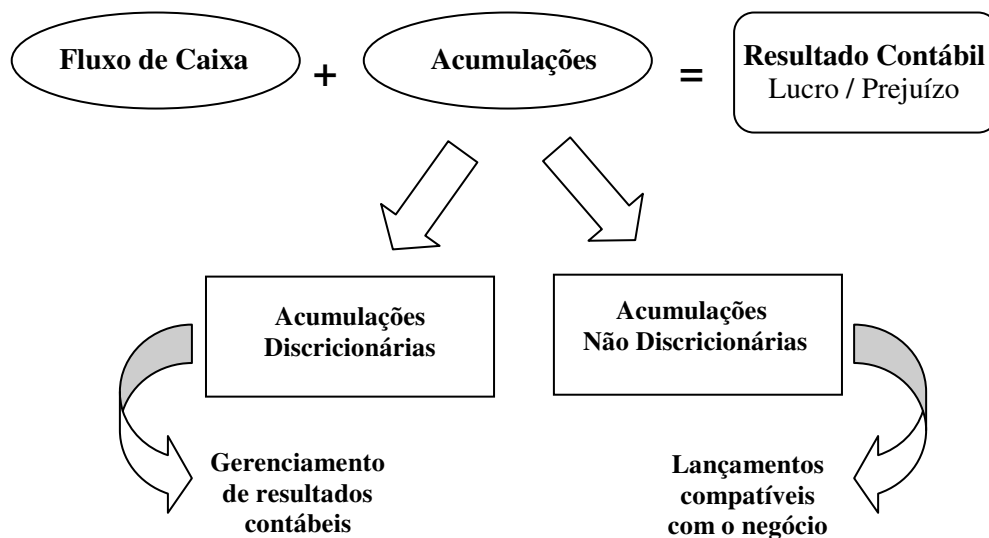 Fluxo de Caixa
+
Acumulações
=
Resultado Contábil
Lucro / Prejuízo
Acumulações
Discricionárias
Acumulações
Não Discricionárias
Gerenciamento
de resultados
contábeis
Lançamentos
compatíveis
com o negócio